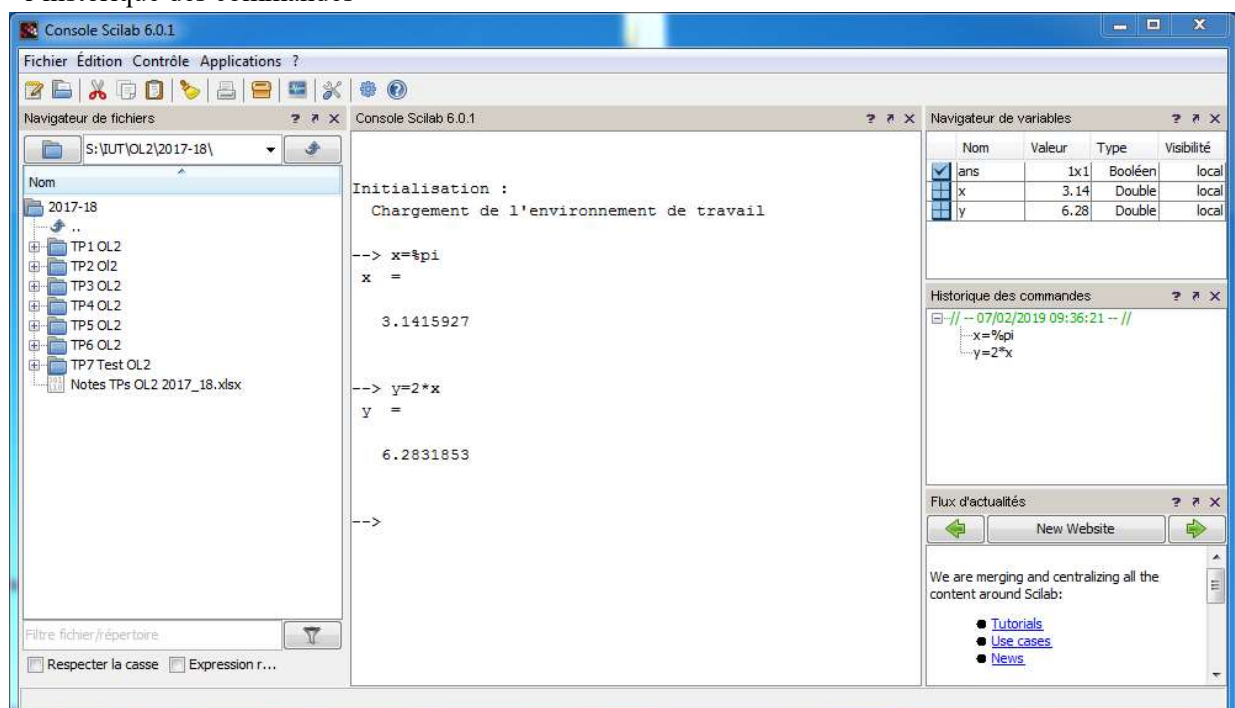 l'historique des commandes
Console Scilab 6.0.1
Fichier Édition Contrôle Applications ?
Navigateur de fichiers ? ↗ X
S:\IUT\OL2\2017-18\
Nom
2017-18
..
TP1 OL2
TP2 Ol2
TP3 OL2
TP4 OL2
TP5 OL2
TP6 OL2
TP7 Test OL2
Notes TPs OL2 2017_18.xlsx
Filtre fichier/répertoire
Respecter la casse Expression r...
Console Scilab 6.0.1 ? ↗ X
Initialisation :
Chargement de l'environnement de travail
--> x=%pi
x =
3.1415927
--> y=2*x
y =
6.2831853
-->
Navigateur de variables ? ↗ X
Nom Valeur Type Visibilité
ans 1x1 Booléen local
x 3.14 Double local
y 6.28 Double local
Historique des commandes ? ↗ X
// -- 07/02/2019 09:36:21 -- //
x=%pi
y=2*x
Flux d'actualités ? ↗ X
New Website
We are merging and centralizing all the
content around Scilab:
Tutorials
Use cases
News